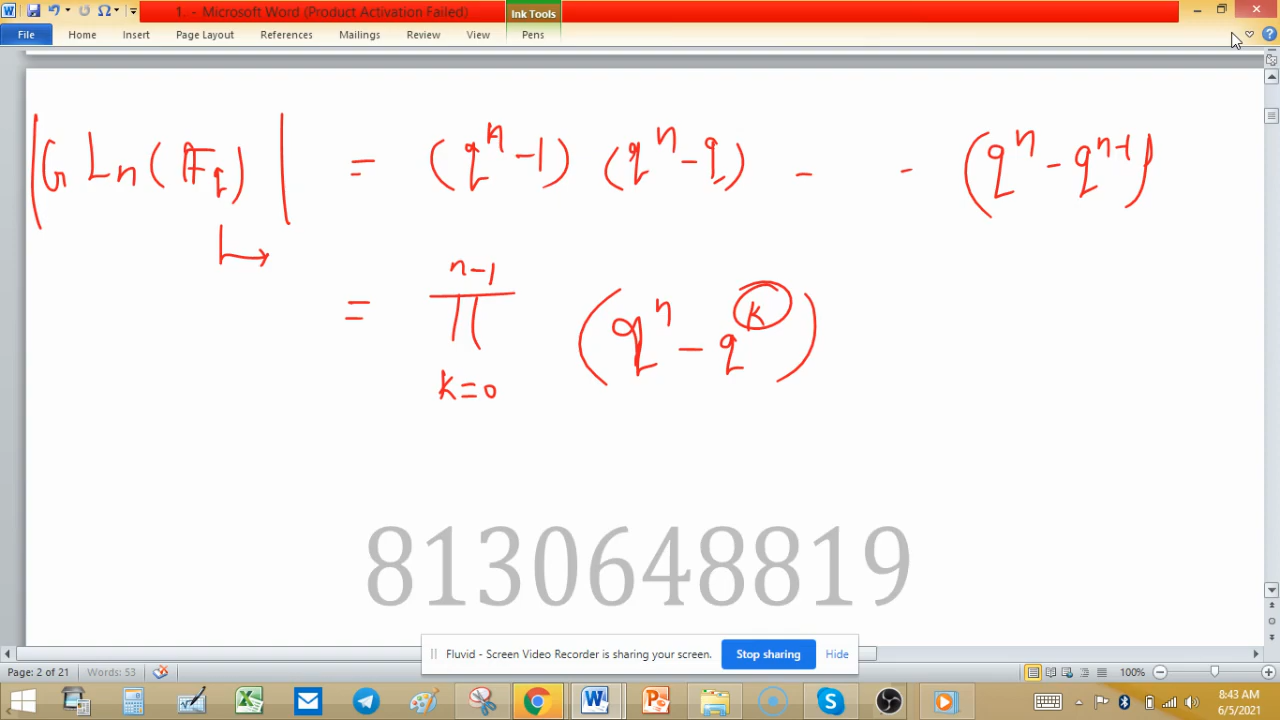 1. - Microsoft Word (Product Activation Failed)
Ink Tools
File Home Insert Page Layout References Mailings Review View Pens
|GLn(Fq)| = (q^n-1) (q^n-q) - - (q^n-q^n-1)
= π n-1 k=0 (q^n-q^k)
8130648819
Fluvid - Screen Video Recorder is sharing your screen. Stop sharing Hide
Page: 2 of 21 Words: 53 100%
8:43 AM
6/5/2021